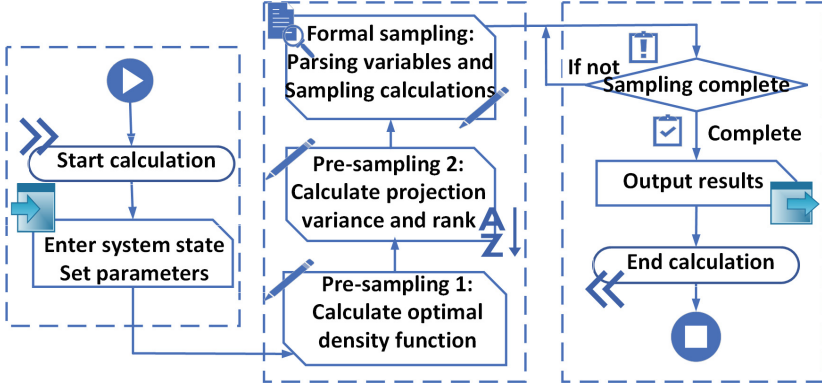 Start calculation
Enter system state
Set parameters
Pre-sampling 1:
Calculate optimal
density function
Pre-sampling 2:
Calculate projection
variance and rank
A
Z
Formal sampling:
Parsing variables and
Sampling calculations
If not
Sampling complete
Complete
Output results
End calculation